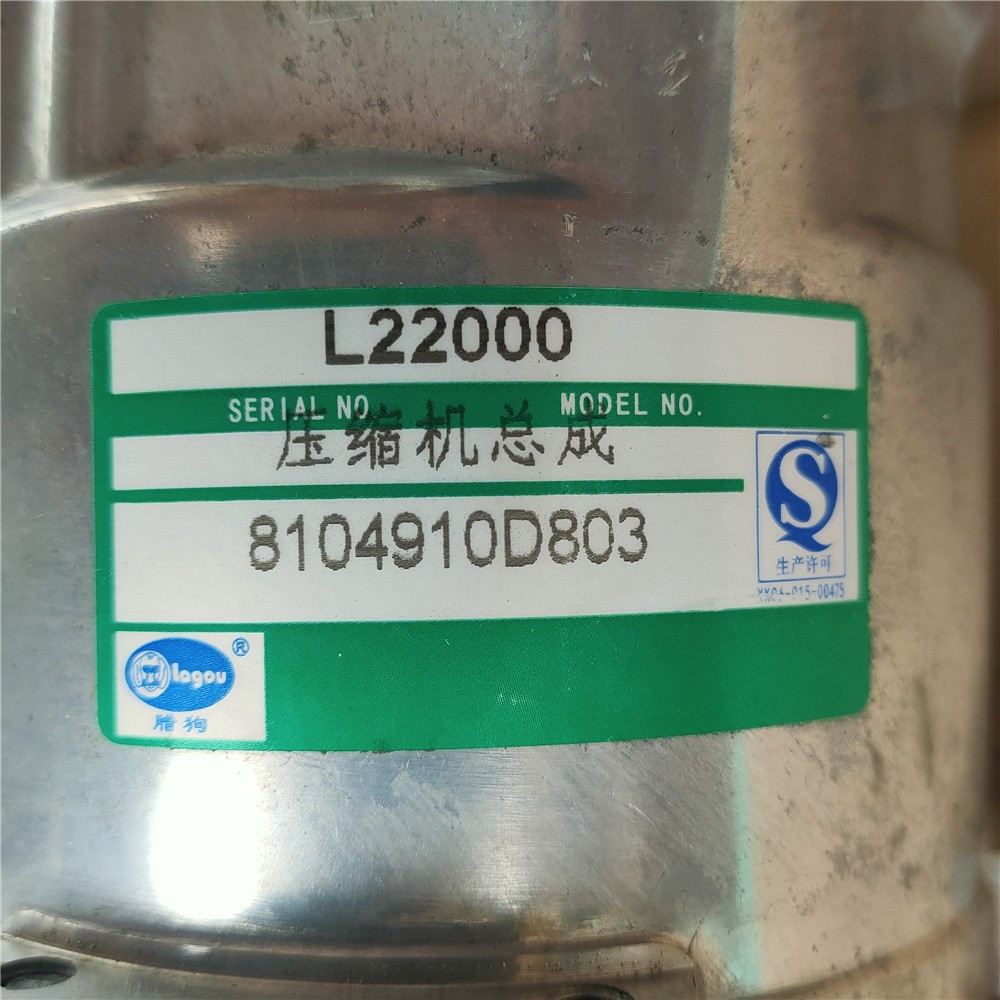 L22000
SERIAL NO. MODEL NO.
压缩机总成
8104910D803
生产许可
lagou ®
腊狗